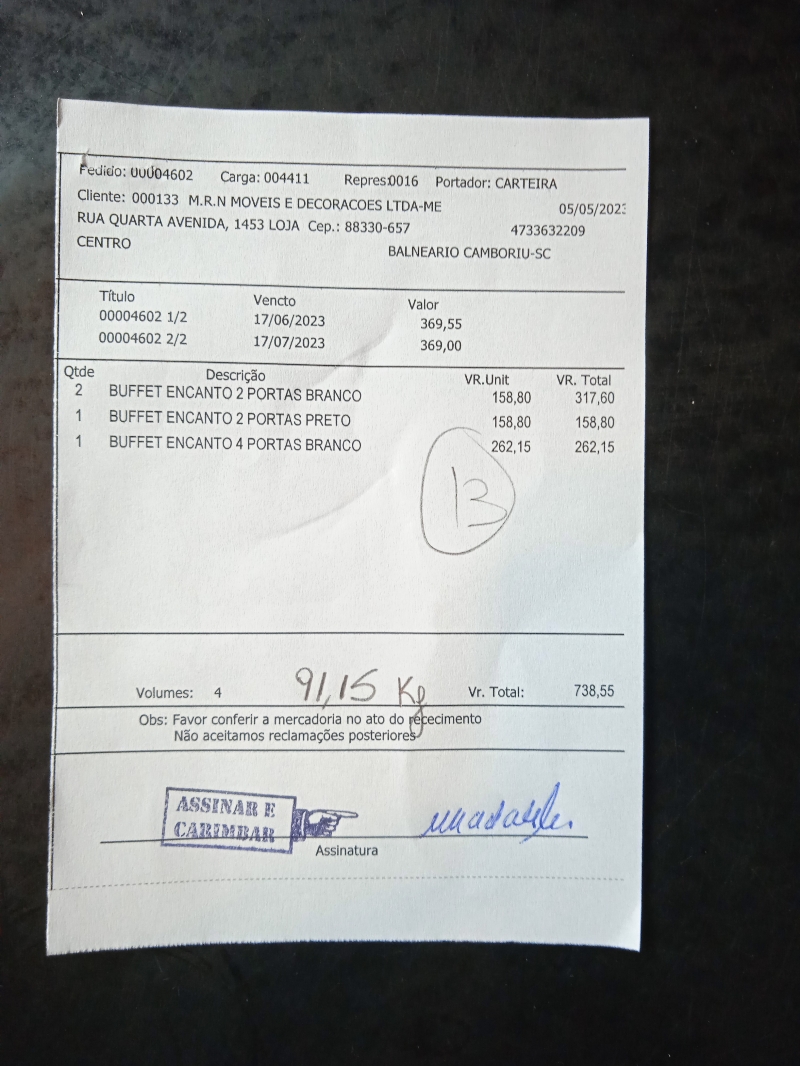 Pedido: 00004602 Carga: 004411 Repres:0016 Portador: CARTEIRA
Cliente: 000133 M.R.N MOVEIS E DECORACOES LTDA-ME 05/05/2023
RUA QUARTA AVENIDA, 1453 LOJA Cep.: 88330-657 4733632209
CENTRO BALNEARIO CAMBORIU-SC
Título Vencto Valor
00004602 1/2 17/06/2023 369,55
00004602 2/2 17/07/2023 369,00
Qtde Descrição VR.Unit VR. Total
2 BUFFET ENCANTO 2 PORTAS BRANCO 158,80 317,60
1 BUFFET ENCANTO 2 PORTAS PRETO 158,80 158,80
1 BUFFET ENCANTO 4 PORTAS BRANCO 262,15 262,15
13
Volumes: 4 91,15 Kg Vr. Total: 738,55
Obs: Favor conferir a mercadoria no ato do rececimento
Não aceitamos reclamações posteriores
ASSINAR E
CARIMBAR
Assinatura